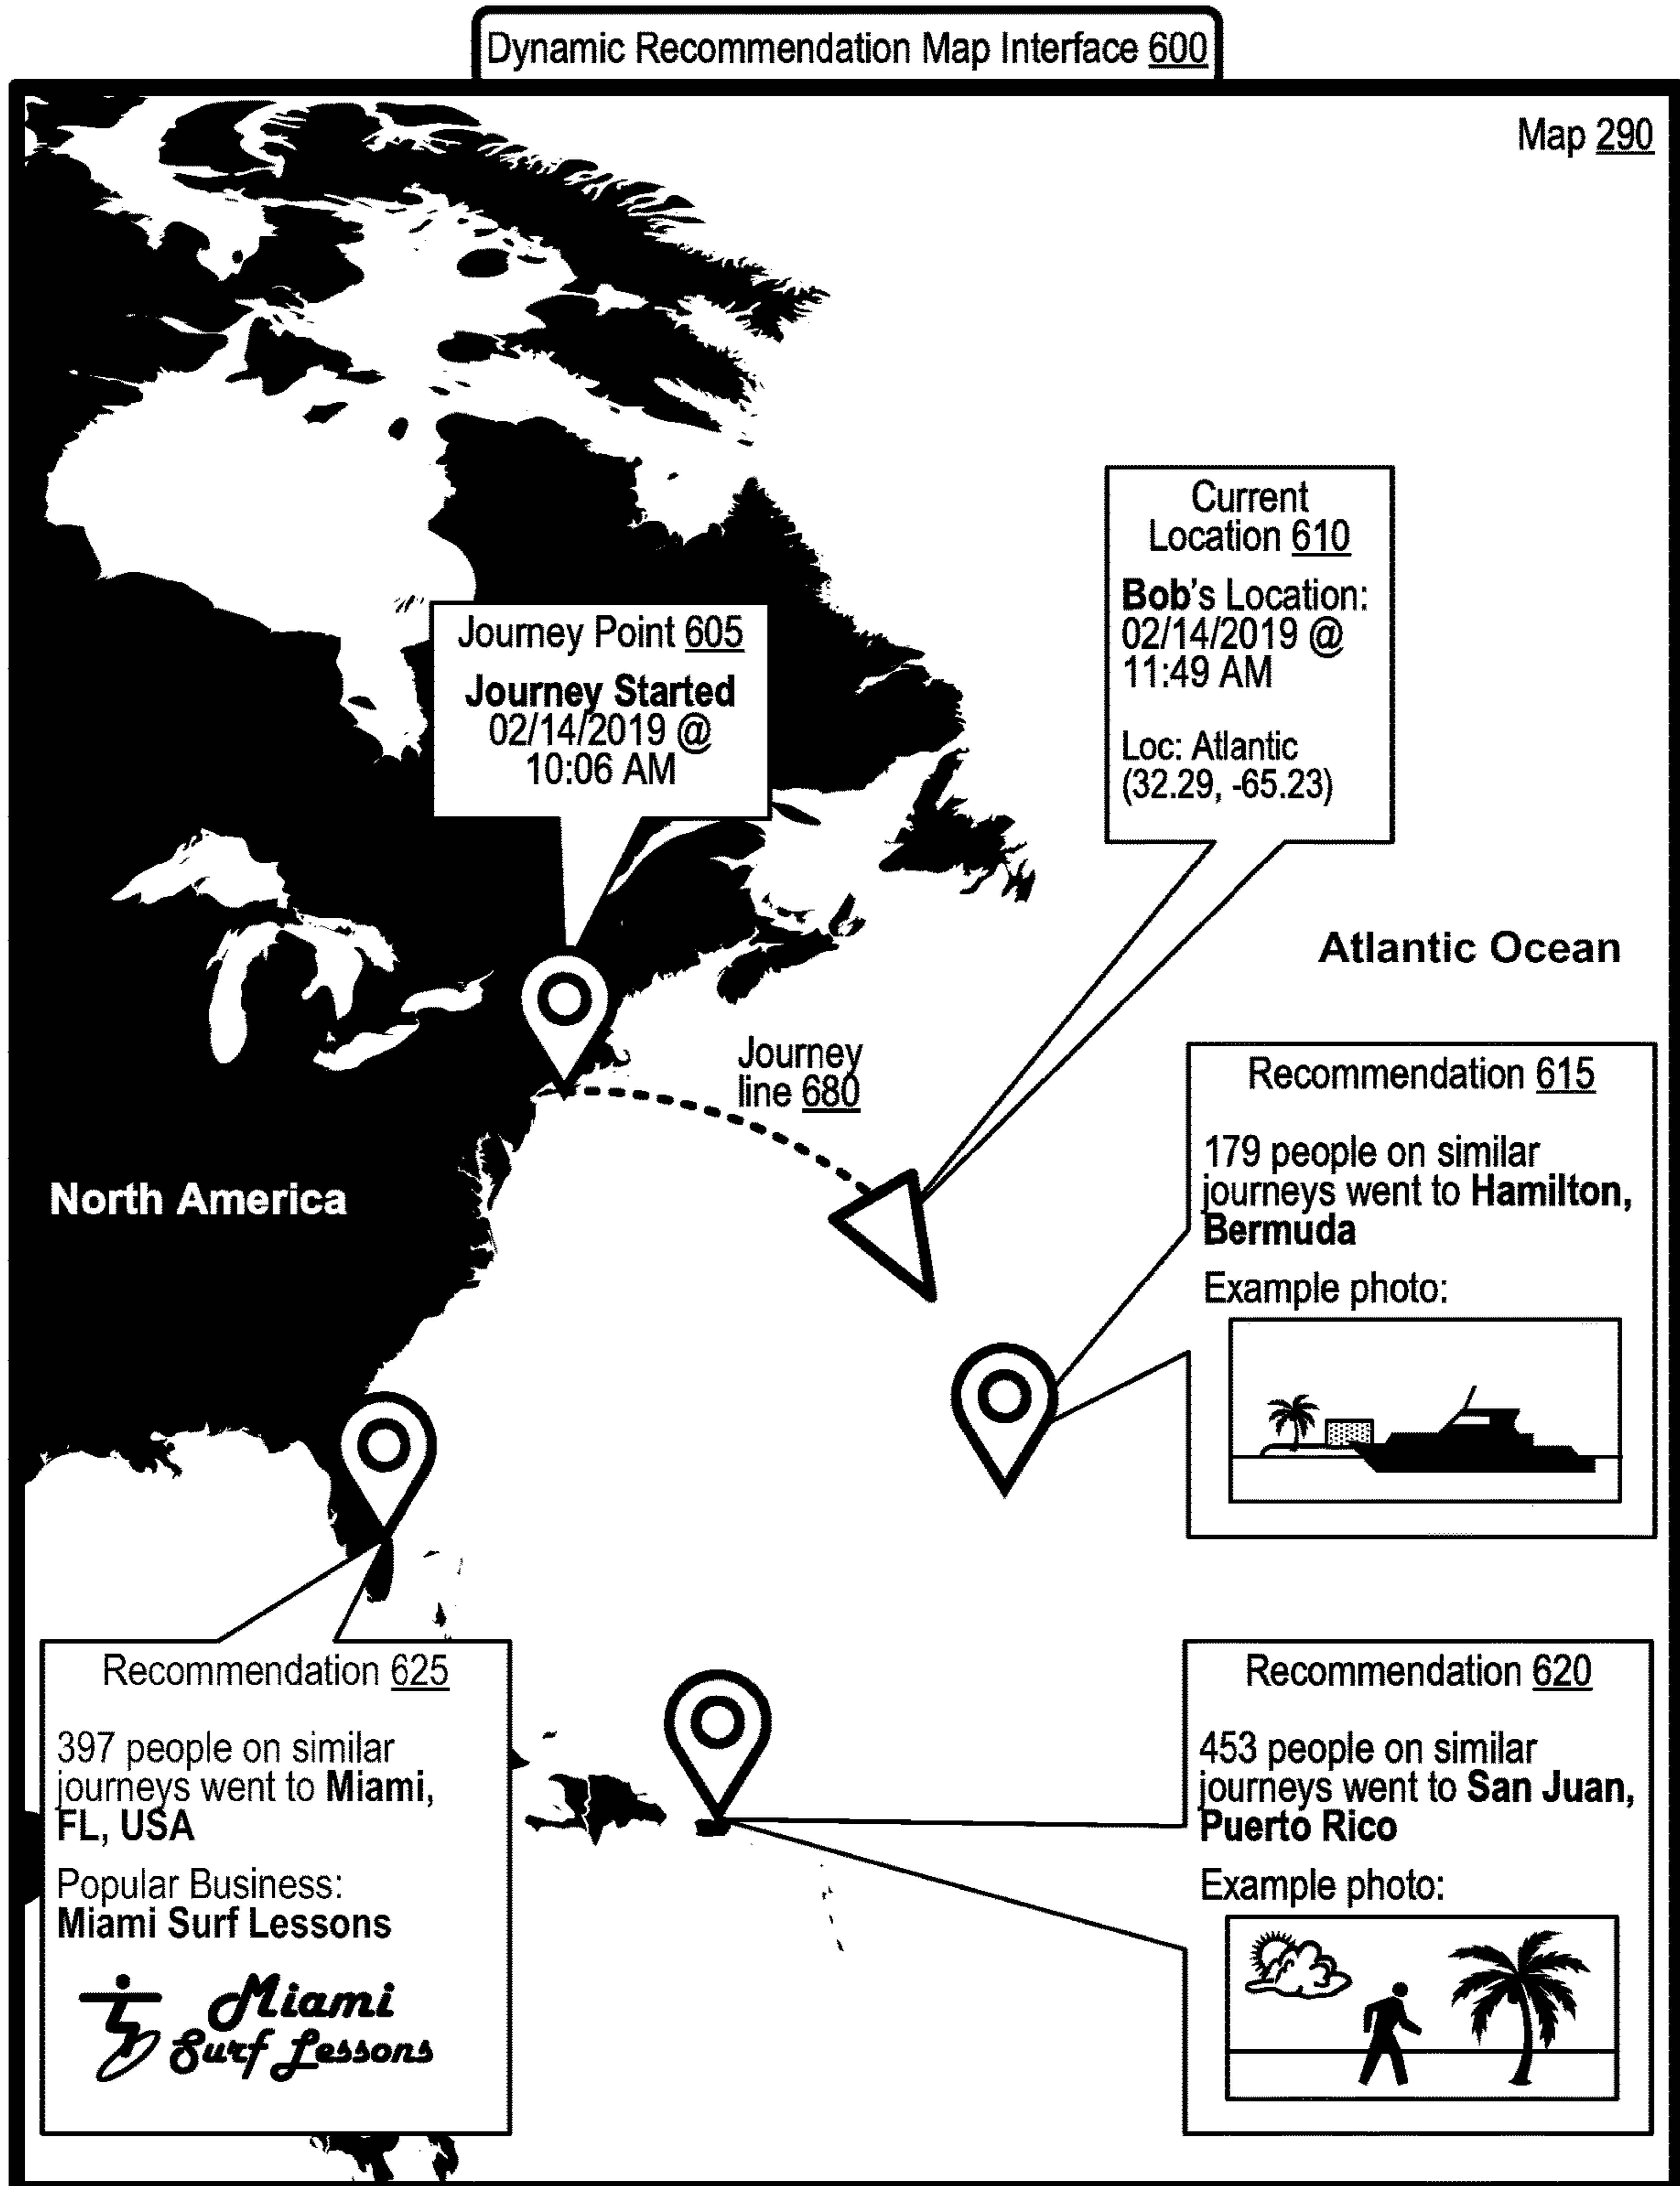 Dynamic Recommendation Map Interface 600
Map 290
Current
Location 610
Bob's Location:
02/14/2019 @
11:49 AM
Loc: Atlantic
(32.29, -65.23)
Journey Point 605
Journey Started
02/14/2019 @
10:06 AM
Atlantic Ocean
Journey
line 680
North America
Recommendation 615
179 people on similar
journeys went to Hamilton,
Bermuda
Example photo:
Recommendation 625
397 people on similar
journeys went to Miami,
FL, USA
Popular Business:
Miami Surf Lessons
Miami
Surf Lessons
Recommendation 620
453 people on similar
journeys went to San Juan,
Puerto Rico
Example photo: